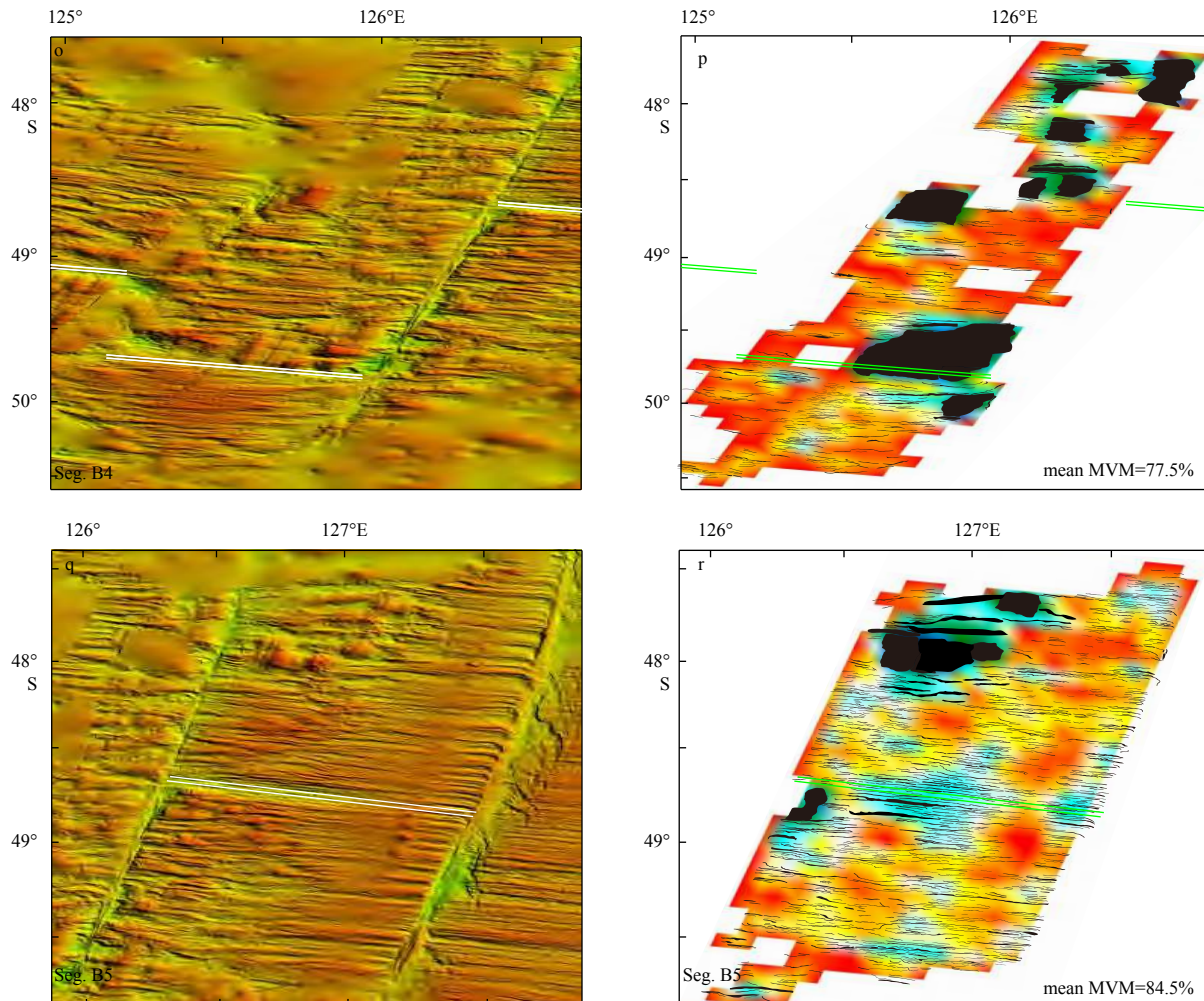 125°
126°E
125°
126°E
o
p
48°
S
48°
S
49°
49°
50°
50°
Seg. B4
mean MVM=77.5%
126°
127°E
126°
127°E
q
r
48°
S
48°
S
49°
49°
Seg. B5
Seg. B5
mean MVM=84.5%